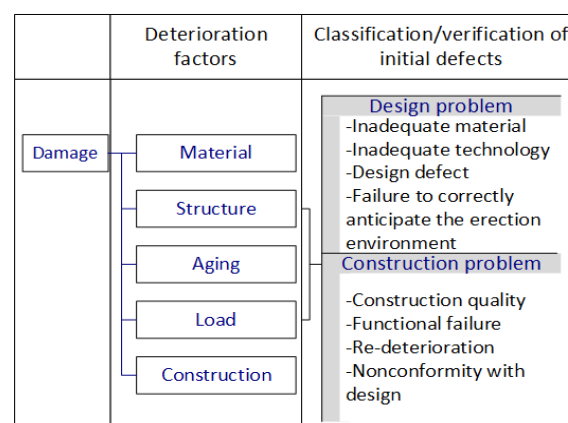 Deterioration
factors
Classification/verification of
initial defects
Damage
Material
Structure
Aging
Load
Construction
Design problem
-Inadequate material
-Inadequate technology
-Design defect
-Failure to correctly
anticipate the erection
environment
Construction problem
-Construction quality
-Functional failure
-Re-deterioration
-Nonconformity with
design